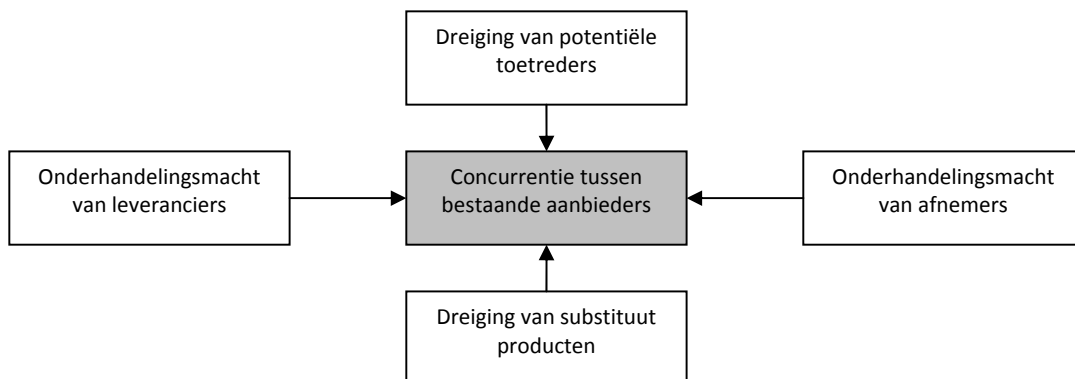 Dreiging van potentiële
toetreders
Onderhandelingsmacht
van leveranciers
Concurrentie tussen
bestaande aanbieders
Onderhandelingsmacht
van afnemers
Dreiging van substituut
producten